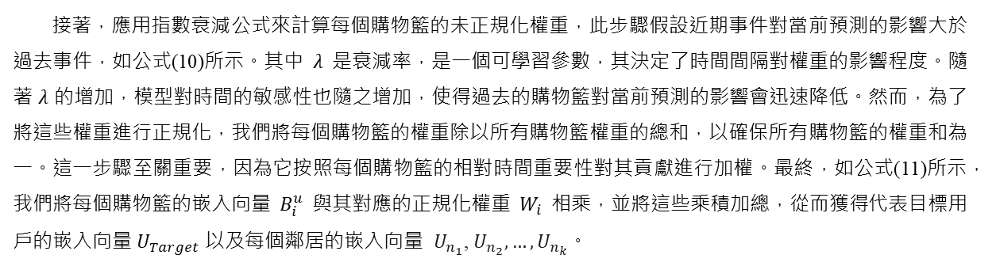 接著，應用指數衰減公式來計算每個購物籃的未正規化權重，此步驟假設近期事件對當前預測的影響大於
過去事件，如公式(10)所示。其中 λ 是衰減率，是一個可學習參數，其決定了時間間隔對權重的影響程度。隨
著 λ 的增加，模型對時間的敏感性也隨之增加，使得過去的購物籃對當前預測的影響會迅速降低。然而，為了
將這些權重進行正規化，我們將每個購物籃的權重除以所有購物籃權重的總和，以確保所有購物籃的權重和為
一。這一步驟至關重要，因為它按照每個購物籃的相對時間重要性對其貢獻進行加權。最終，如公式(11)所示，
我們將每個購物籃的嵌入向量 $B_i^u$ 與其對應的正規化權重 $W_i$ 相乘，並將這些乘積加總，從而獲得代表目標用
戶的嵌入向量 $U_{Target}$ 以及每個鄰居的嵌入向量 $U_{n_1}, U_{n_2}, \ldots, U_{n_k}$。